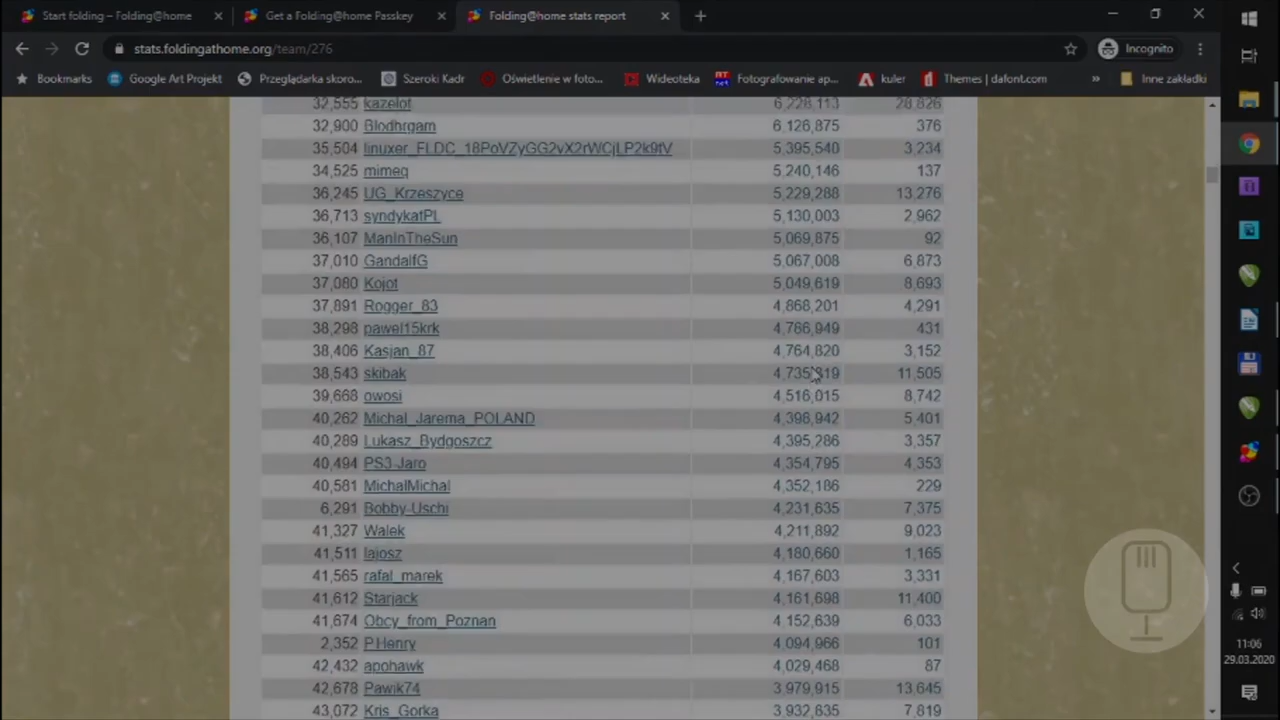 Start folding – Folding@home
Get a Folding@home Passkey
Folding@home stats report
stats.foldingathome.org/team/276
Incognito
Bookmarks
Google Art Projekt
Przeglądarka skoro...
Szeroki Kadr
Oświetlenie w foto...
Wideoteka
Fotografowanie ap...
kuler
Themes | dafont.com
»
Inne zakładki
32,555 kazelot 6,228,113 28,826
32,900 Blodhrgam 6,126,875 376
35,504 linuxer_FLDC_18PoVZyGG2vX2rWCjLP2k9fV 5,395,540 3,234
34,525 mimeq 5,240,146 137
36,245 UG_Krzeszyce 5,229,288 13,276
36,713 syndykatPL 5,130,003 2,962
36,107 ManInTheSun 5,069,875 92
37,010 GandalfG 5,067,008 6,873
37,080 Kojot 5,049,619 8,693
37,891 Rogger_83 4,868,201 4,291
38,298 pawel15krk 4,786,949 431
38,406 Kasjan_87 4,764,820 3,152
38,543 skibak 11,505
39,668 owosi 4,516,015 8,742
40,262 Michal_Jarema_POLAND 4,398,942 5,401
40,289 Lukasz_Bydgoszcz 4,395,286 3,357
40,494 PS3-Jaro 4,354,795 4,353
40,581 MichalMichal 4,352,186 229
6,291 Bobby-Uschi 4,231,635 7,375
41,327 Walek 4,211,892 9,023
41,511 lajosz 4,180,660 1,165
41,565 rafal_marek 4,167,603 3,331
41,612 Starjack 4,161,698 11,400
41,674 Obcy_from_Poznan 4,152,639 6,033
2,352 P.Henry 4,094,966 101
42,432 apohawk 4,029,468 87
42,678 Pawik74 3,979,915 13,645
43,072 Kris_Gorka 3,932,635 7,819
11:06
29.03.2020